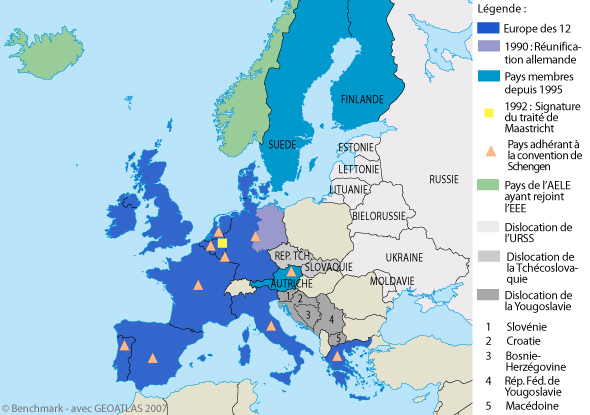 Légende :
Europe des 12
1990 : Réunifica-
tion allemande
Pays membres
depuis 1995
1992 : Signature
du traité de
Maastricht
Pays adhérant à
la convention de
Schengen
Pays de l'AELE
ayant rejoint
l'EEE
Dislocation de
l'URSS
Dislocation de
la Tchécoslova-
quie
Dislocation de
la Yougoslavie
1 Slovénie
2 Croatie
3 Bosnie-
Herzégovine
4 Rép. Féd. de
Yougoslavie
5 Macédoine
FINLANDE
SUEDE
ESTONIE
LETTONIE
LITUANIE
RUSSIE
BIELORUSSIE
REP. TCH.
UKRAINE
SLOVAQUIE
MOLDAVIE
AUTRICHE
1
2
3
4
5
© Benchmark - avec GEOATLAS 2007